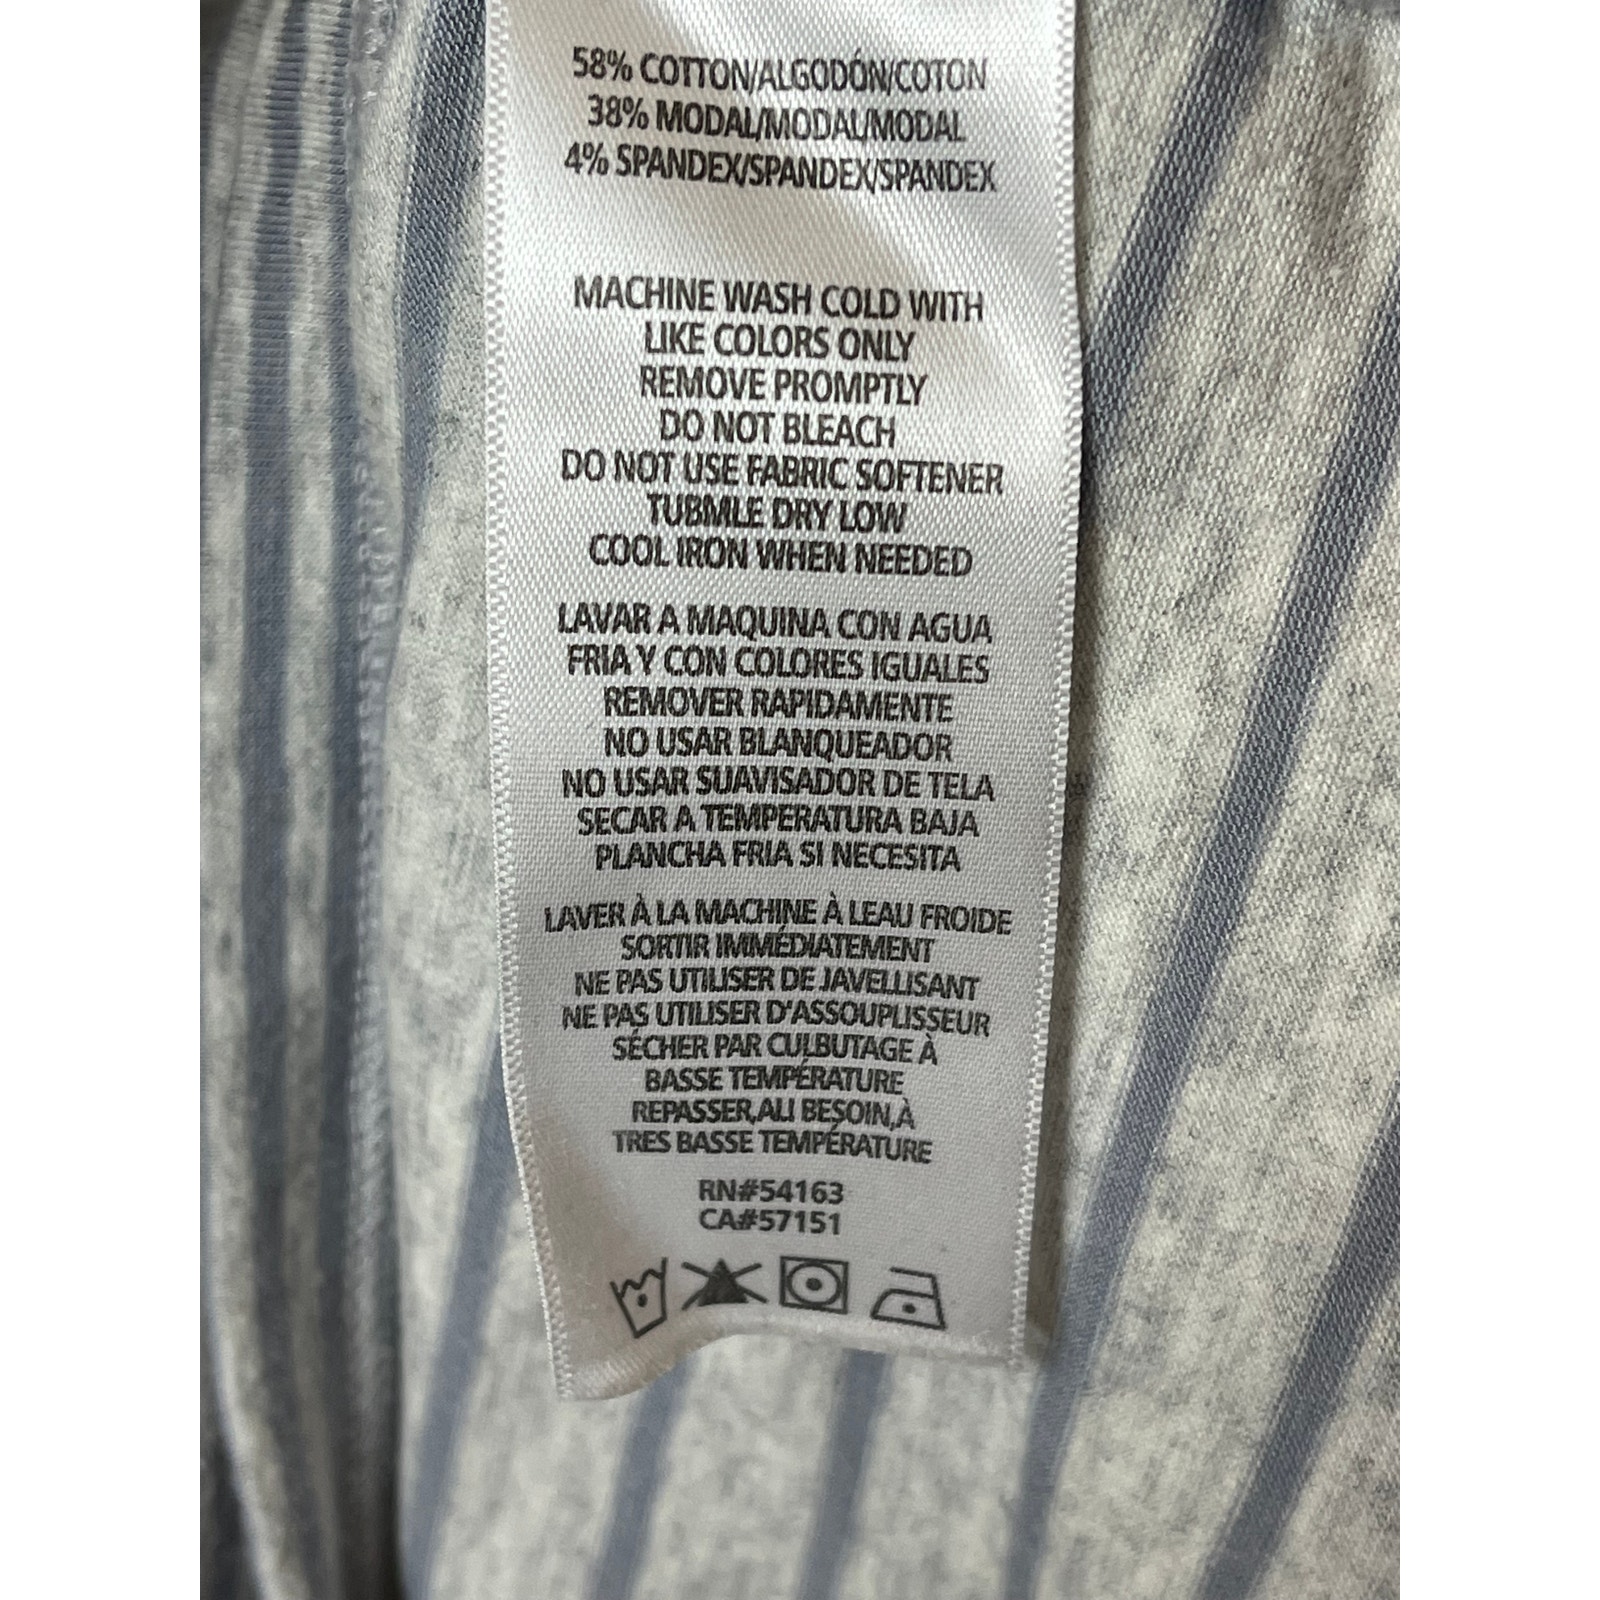 58% COTTON/ALGODÓN/COTON
38% MODAL/MODAL/MODAL
4% SPANDEX/SPANDEX/SPANDEX
MACHINE WASH COLD WITH
LIKE COLORS ONLY
REMOVE PROMPTLY
DO NOT BLEACH
DO NOT USE FABRIC SOFTENER
TUBMLE DRY LOW
COOL IRON WHEN NEEDED
LAVAR A MAQUINA CON AGUA
FRIA Y CON COLORES IGUALES
REMOVER RAPIDAMENTE
NO USAR BLANQUEADOR
NO USAR SUAVISADOR DE TELA
SECAR A TEMPERATURA BAJA
PLANCHA FRIA SI NECESITA
LAVER À LA MACHINE À LEAU FROIDE
SORTIR IMMÉDIATEMENT
NE PAS UTILISER DE JAVELLISANT
NE PAS UTILISER D'ASSOUPLISSEUR
SÉCHER PAR CULBUTAGE À
BASSE TEMPÉRATURE
REPASSER,ALI BESOIN,À
TRES BASSE TEMPÉRATURE
RN#54163
CA#57151